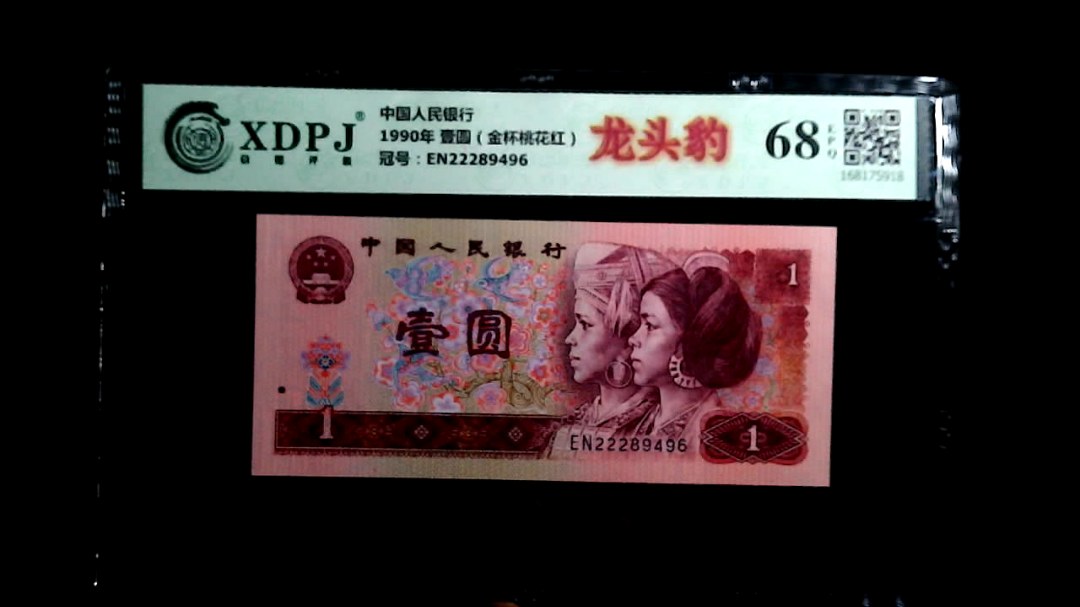 XDPJ®
中国人民银行
1990年 壹圆（金杯桃花红）
冠号：EN22289496
龙头豹
68
EPQ
168175918
中国人民银行
1
壹圆
1
EN22289496
1